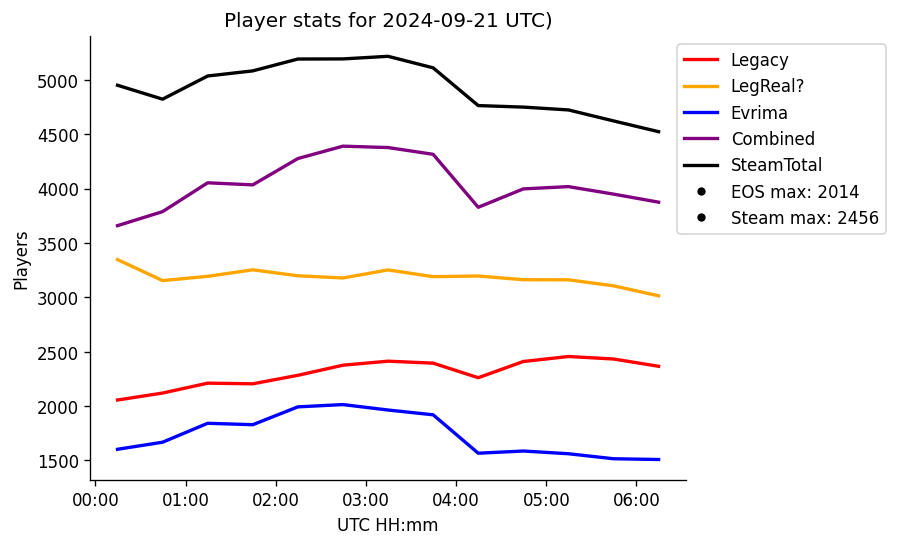 Player stats for 2024-09-21 UTC)
Legacy
LegReal?
Evrima
Combined
SteamTotal
EOS max: 2014
Steam max: 2456
5000
4500
4000
3500
3000
2500
2000
1500
Players
00:00 01:00 02:00 03:00 04:00 05:00 06:00
UTC HH:mm